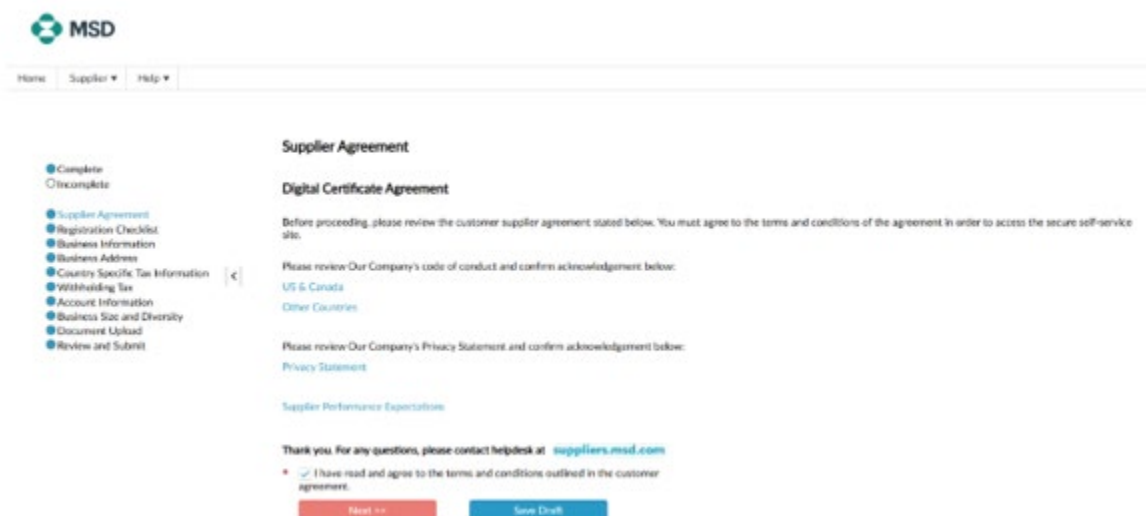 MSD
Home Supplier ▼ Help ▼
Complete
Incomplete
Supplier Agreement
Registration Checklist
Business Information
Business Address
Country Specific Tax Information
Withholding Tax
Account Information
Business Size and Diversity
Document Upload
Review and Submit
<
Supplier Agreement
Digital Certificate Agreement
Before proceeding, please review the customer supplier agreement stated below. You must agree to the terms and conditions of the agreement in order to access the secure self-service
site.
Please review Our Company's code of conduct and confirm acknowledgement below:
US & Canada
Other Countries
Please review Our Company's Privacy Statement and confirm acknowledgement below:
Privacy Statement
Supplier Performance Expectations
Thank you. For any questions, please contact helpdesk at suppliers.msd.com
* I have read and agree to the terms and conditions outlined in the customer
agreement.
Next >>
Save Draft